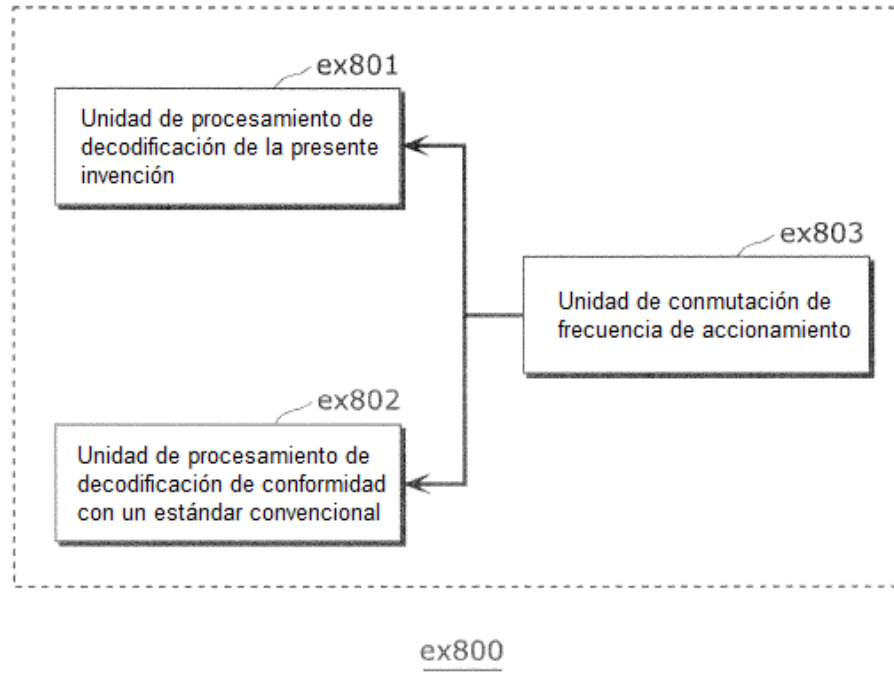 ex801
Unidad de procesamiento de
decodificación de la presente
invención
ex803
Unidad de conmutación de
frecuencia de accionamiento
ex802
Unidad de procesamiento de
decodificación de conformidad
con un estándar convencional
ex800